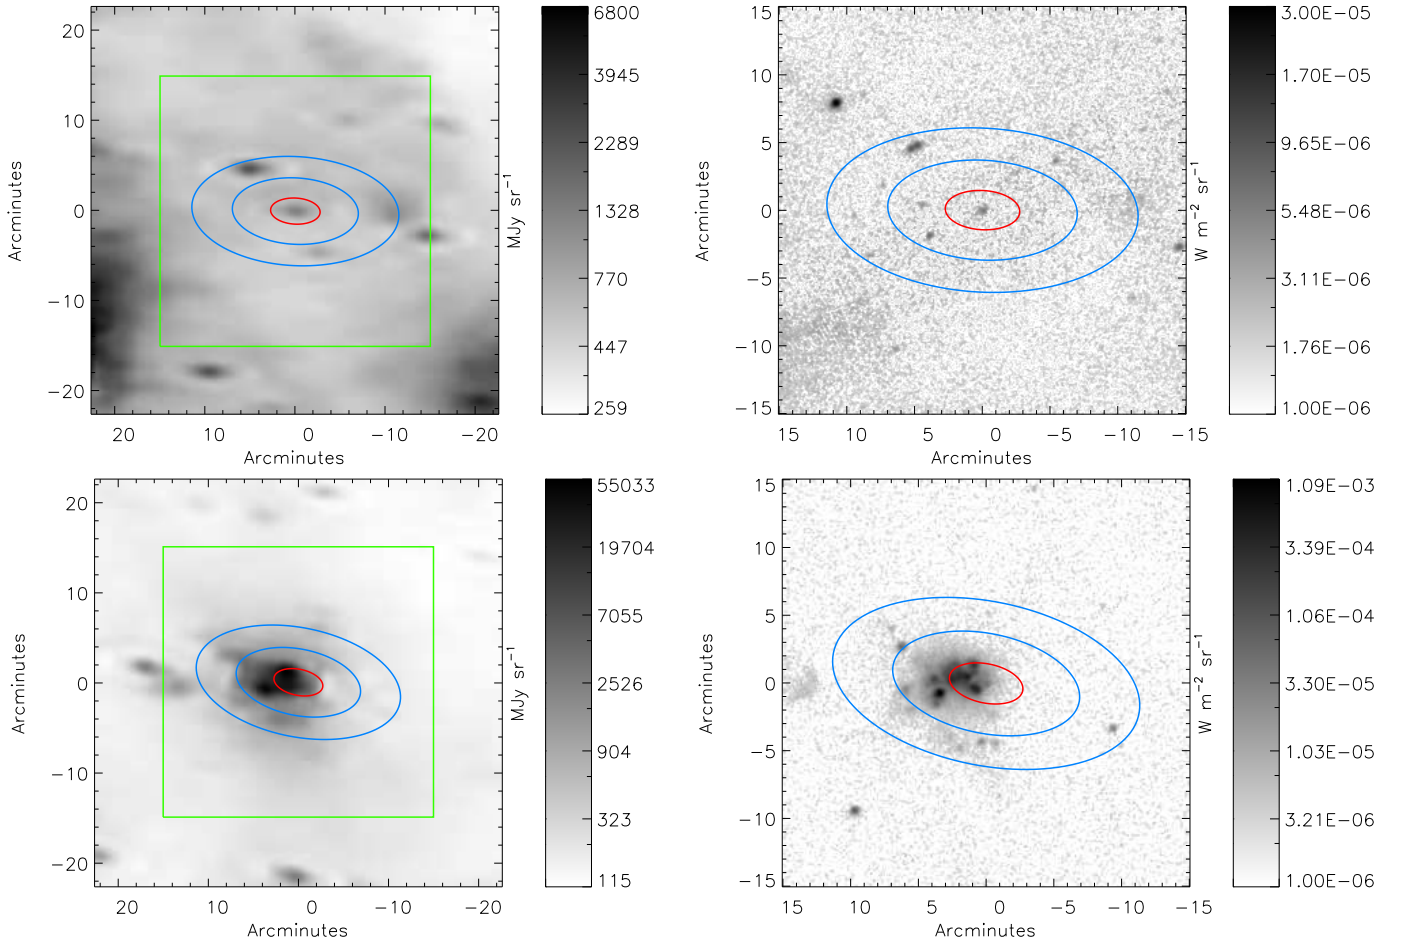 20
10
0
−10
−20
Arcminutes
20 10 0 −10 −20
Arcminutes
6800
3945
2289
1328
770
447
259
MJy sr−1
15
10
5
0
−5
−10
−15
Arcminutes
15 10 5 0 −5 −10 −15
Arcminutes
3.00E−05
1.70E−05
9.65E−06
5.48E−06
3.11E−06
1.76E−06
1.00E−06
W m−2 sr−1
20
10
0
−10
−20
Arcminutes
20 10 0 −10 −20
Arcminutes
55033
19704
7055
2526
904
323
115
MJy sr−1
15
10
5
0
−5
−10
−15
Arcminutes
15 10 5 0 −5 −10 −15
Arcminutes
1.09E−03
3.39E−04
1.06E−04
3.30E−05
1.03E−05
3.21E−06
1.00E−06
W m−2 sr−1